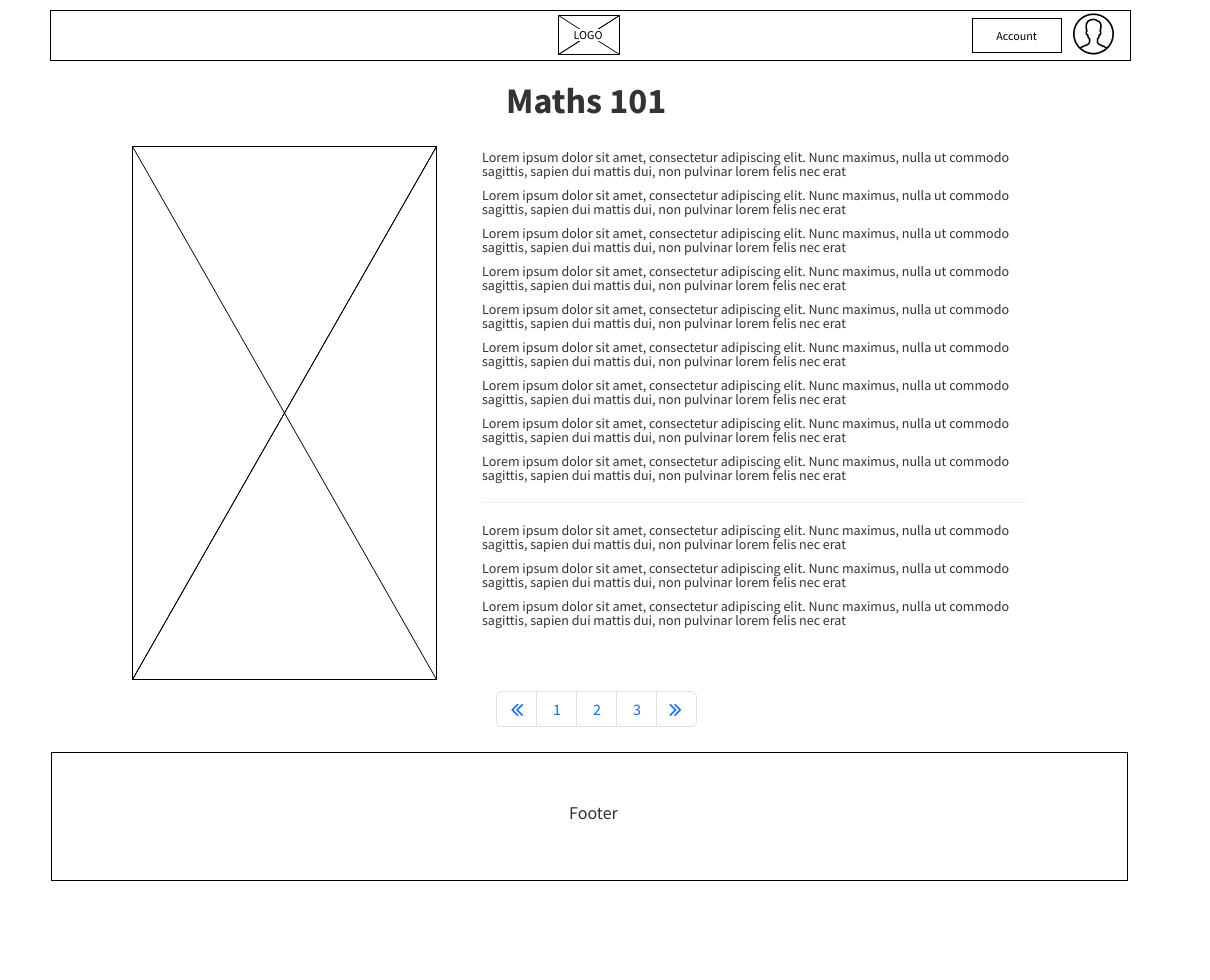 LOGO
Account
Maths 101
Lorem ipsum dolor sit amet, consectetur adipiscing elit. Nunc maximus, nulla ut commodo
sagittis, sapien dui mattis dui, non pulvinar lorem felis nec erat
Lorem ipsum dolor sit amet, consectetur adipiscing elit. Nunc maximus, nulla ut commodo
sagittis, sapien dui mattis dui, non pulvinar lorem felis nec erat
Lorem ipsum dolor sit amet, consectetur adipiscing elit. Nunc maximus, nulla ut commodo
sagittis, sapien dui mattis dui, non pulvinar lorem felis nec erat
Lorem ipsum dolor sit amet, consectetur adipiscing elit. Nunc maximus, nulla ut commodo
sagittis, sapien dui mattis dui, non pulvinar lorem felis nec erat
Lorem ipsum dolor sit amet, consectetur adipiscing elit. Nunc maximus, nulla ut commodo
sagittis, sapien dui mattis dui, non pulvinar lorem felis nec erat
Lorem ipsum dolor sit amet, consectetur adipiscing elit. Nunc maximus, nulla ut commodo
sagittis, sapien dui mattis dui, non pulvinar lorem felis nec erat
Lorem ipsum dolor sit amet, consectetur adipiscing elit. Nunc maximus, nulla ut commodo
sagittis, sapien dui mattis dui, non pulvinar lorem felis nec erat
Lorem ipsum dolor sit amet, consectetur adipiscing elit. Nunc maximus, nulla ut commodo
sagittis, sapien dui mattis dui, non pulvinar lorem felis nec erat
Lorem ipsum dolor sit amet, consectetur adipiscing elit. Nunc maximus, nulla ut commodo
sagittis, sapien dui mattis dui, non pulvinar lorem felis nec erat
Lorem ipsum dolor sit amet, consectetur adipiscing elit. Nunc maximus, nulla ut commodo
sagittis, sapien dui mattis dui, non pulvinar lorem felis nec erat
Lorem ipsum dolor sit amet, consectetur adipiscing elit. Nunc maximus, nulla ut commodo
sagittis, sapien dui mattis dui, non pulvinar lorem felis nec erat
Lorem ipsum dolor sit amet, consectetur adipiscing elit. Nunc maximus, nulla ut commodo
sagittis, sapien dui mattis dui, non pulvinar lorem felis nec erat
« 1 2 3 »
Footer